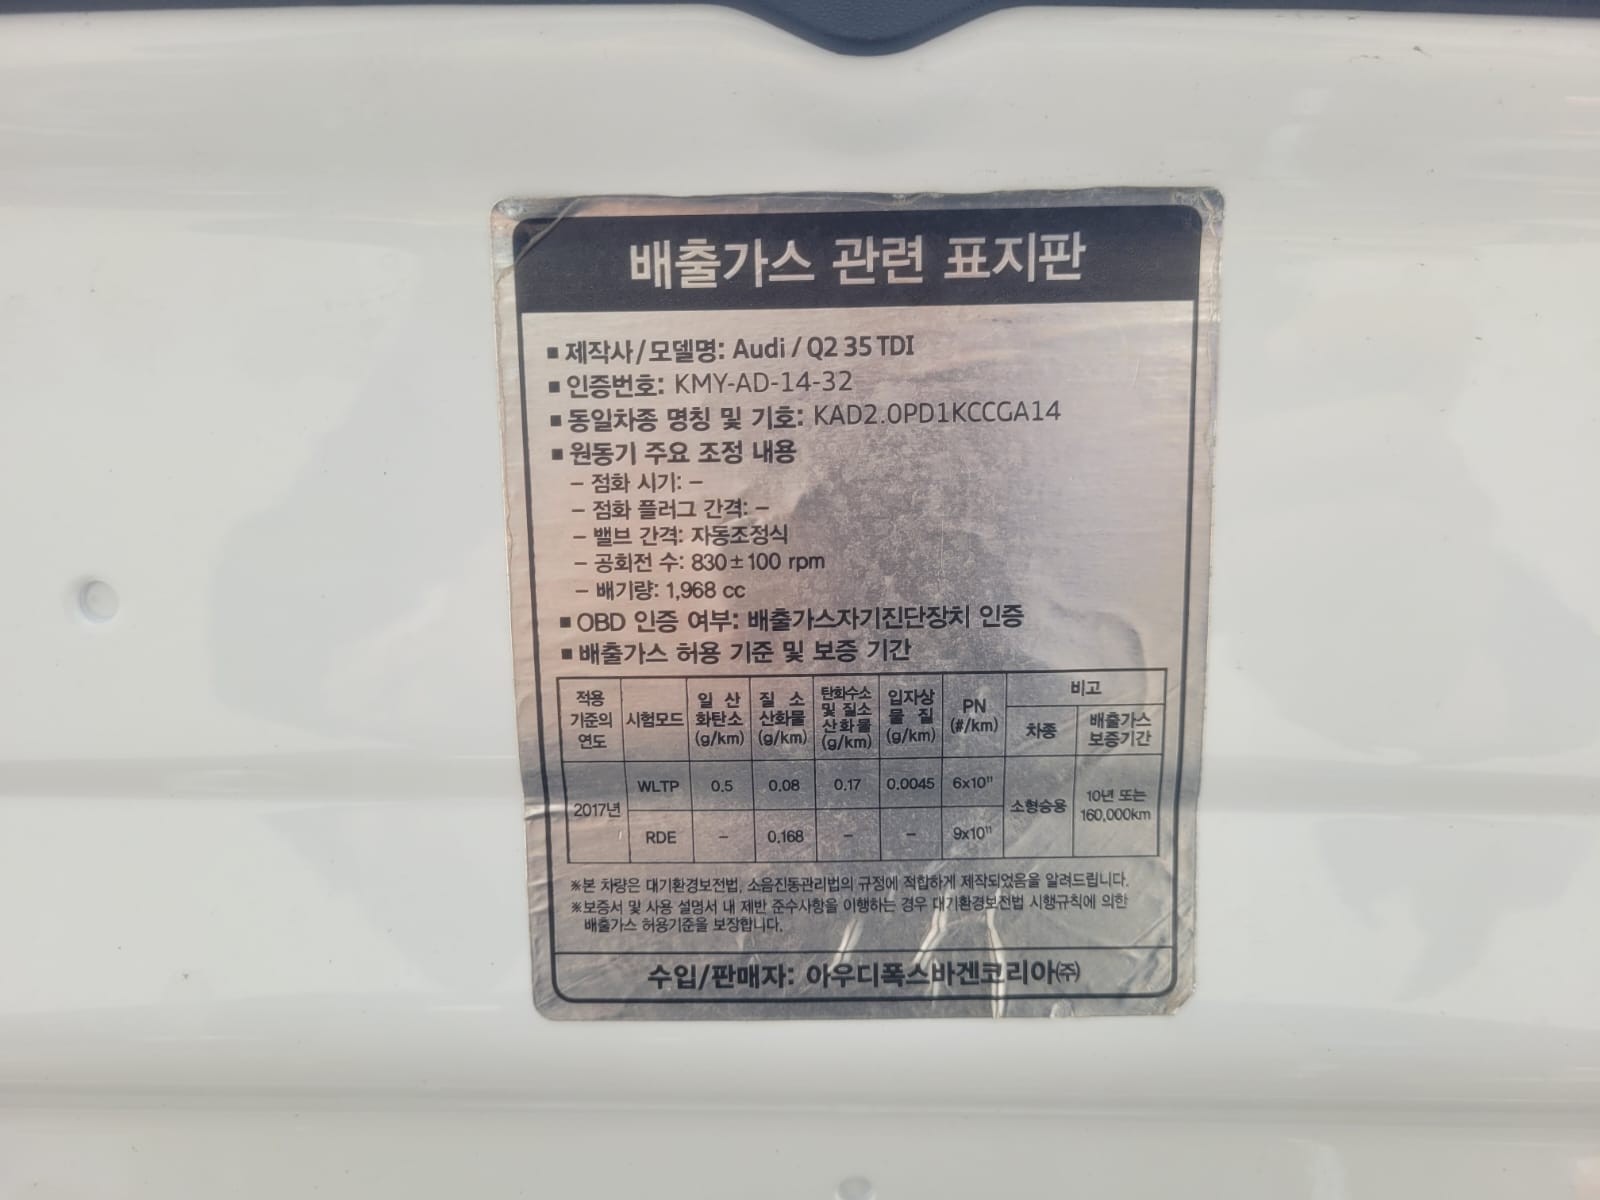 배출가스 관련 표지판
▪ 제작사/모델명: Audi / Q2 35 TDI
▪ 인증번호: KMY-AD-14-32
▪ 동일차종 명칭 및 기호: KAD2.0PD1KCCGA14
▪ 원동기 주요 조정 내용
– 점화 시기: –
– 점화 플러그 간격: –
– 밸브 간격: 자동조정식
– 공회전 수: 830±100 rpm
– 배기량: 1,968 cc
▪ OBD 인증 여부: 배출가스자기진단장치 인증
▪ 배출가스 허용 기준 및 보증 기간
적용 기준의 연도 시험모드 일산화탄소 (g/km) 질소산화물 (g/km) 탄화수소 및 질소산화물 (g/km) 입자상물질 (g/km) PN (#/km) 비고
차종 배출가스 보증기간
2017년 WLTP 0.5 0.08 0.17 0.0045 6x10¹¹ 소형승용 10년 또는 160,000km
RDE – 0.168 – – 9x10¹¹
※본 차량은 대기환경보전법, 소음진동관리법의 규정에 적합하게 제작되었음을 알려드립니다.
※보증서 및 사용 설명서 내 제반 준수사항을 이행하는 경우 대기환경보전법 시행규칙에 의한
배출가스 허용기준을 보장합니다.
수입/판매자: 아우디폭스바겐코리아㈜